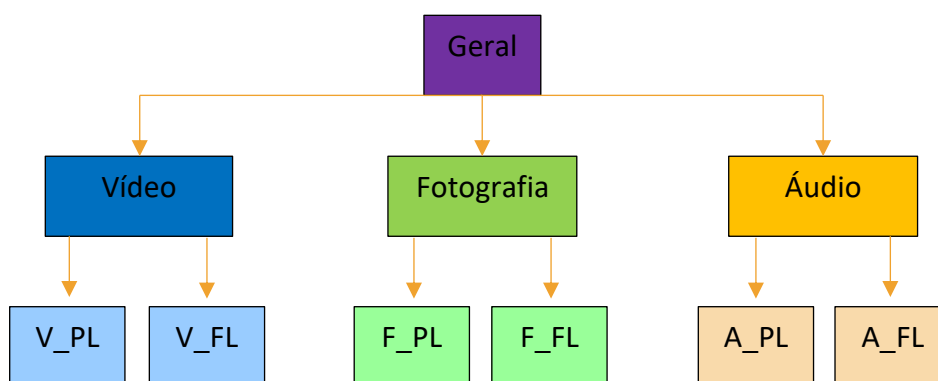 Geral
Vídeo
Fotografia
Áudio
V_PL
V_FL
F_PL
F_FL
A_PL
A_FL